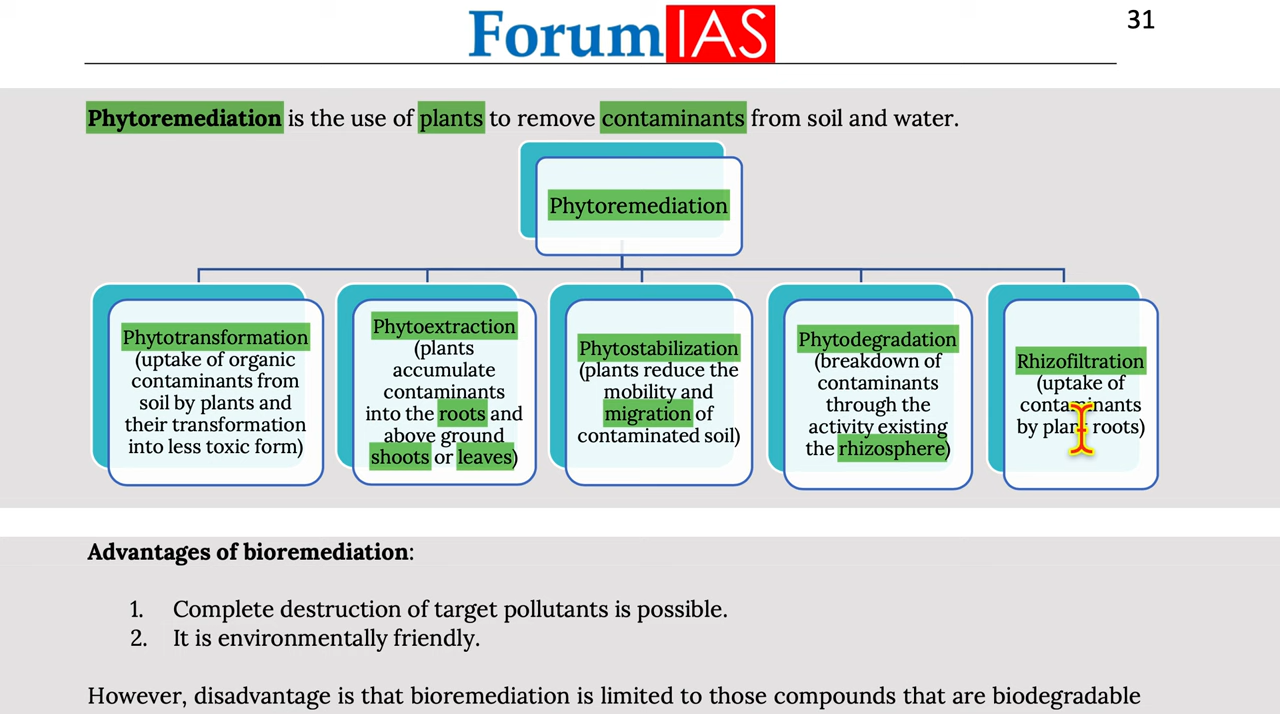 Forum IAS
31
Phytoremediation is the use of plants to remove contaminants from soil and water.
Phytoremediation
Phytotransformation
(uptake of organic
contaminants from
soil by plants and
their transformation
into less toxic form)
Phytoextraction
(plants
accumulate
contaminants
into the roots and
above ground
shoots or leaves)
Phytostabilization
(plants reduce the
mobility and
migration of
contaminated soil)
Phytodegradation
(breakdown of
contaminants
through the
activity existing
the rhizosphere)
Rhizofiltration
(uptake of
contaminants
by plant roots)
Advantages of bioremediation:
1. Complete destruction of target pollutants is possible.
2. It is environmentally friendly.
However, disadvantage is that bioremediation is limited to those compounds that are biodegradable